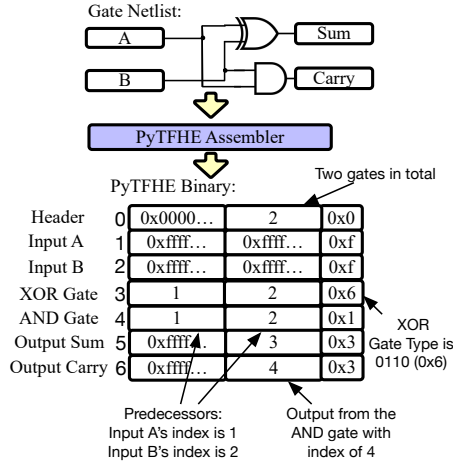 Gate Netlist:
A
Sum
B
Carry
PyTFHE Assembler
PyTFHE Binary:
Two gates in total
Header 0 0x0000... 2 0x0
Input A 1 0xffff... 0xffff... 0xf
Input B 2 0xffff... 0xffff... 0xf
XOR Gate 3 1 2 0x6
AND Gate 4 1 2 0x1
Output Sum 5 0xffff... 3 0x3
Output Carry 6 0xffff... 4 0x3
XOR
Gate Type is
0110 (0x6)
Predecessors:
Input A's index is 1
Input B's index is 2
Output from the
AND gate with
index of 4